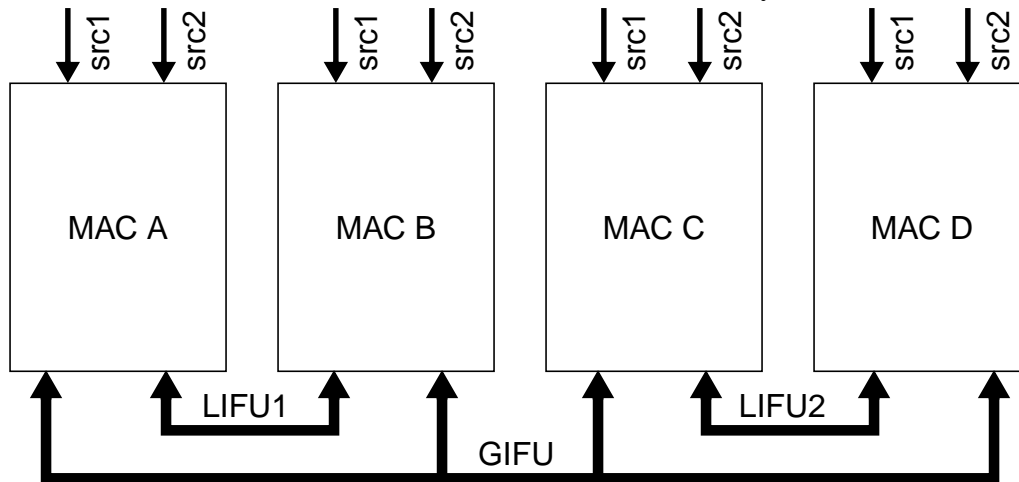 src1
src2
src1
src2
src1
src2
src1
src2
MAC A
MAC B
MAC C
MAC D
LIFU1
LIFU2
GIFU